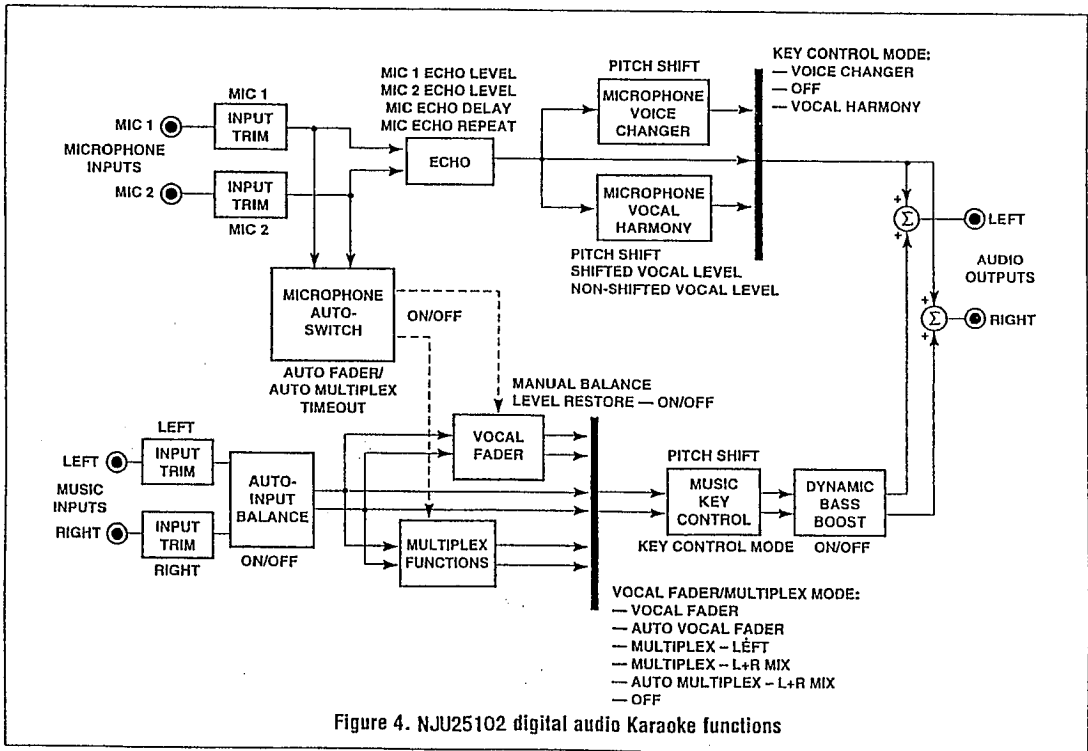 KEY CONTROL MODE:
— VOICE CHANGER
— OFF
— VOCAL HARMONY
PITCH SHIFT
MICROPHONE
VOICE
CHANGER
MIC 1 ECHO LEVEL
MIC 2 ECHO LEVEL
MIC ECHO DELAY
MIC ECHO REPEAT
ECHO
MIC 1
INPUT
TRIM
MIC 1
MICROPHONE
INPUTS
MIC 2
INPUT
TRIM
MIC 2
MICROPHONE
VOCAL
HARMONY
PITCH SHIFT
SHIFTED VOCAL LEVEL
NON-SHIFTED VOCAL LEVEL
+
Σ
+
LEFT
AUDIO
OUTPUTS
+
Σ
+
RIGHT
MICROPHONE
AUTO-
SWITCH
ON/OFF
AUTO FADER/
AUTO MULTIPLEX
TIMEOUT
MANUAL BALANCE
LEVEL RESTORE — ON/OFF
VOCAL
FADER
LEFT
INPUT
TRIM
LEFT
MUSIC
INPUTS
RIGHT
INPUT
TRIM
RIGHT
AUTO-
INPUT
BALANCE
ON/OFF
MULTIPLEX
FUNCTIONS
PITCH SHIFT
MUSIC
KEY
CONTROL
KEY CONTROL MODE
DYNAMIC
BASS
BOOST
ON/OFF
VOCAL FADER/MULTIPLEX MODE:
— VOCAL FADER
— AUTO VOCAL FADER
— MULTIPLEX – LEFT
— MULTIPLEX – L+R MIX
— AUTO MULTIPLEX – L+R MIX
— OFF
Figure 4. NJU25102 digital audio Karaoke functions